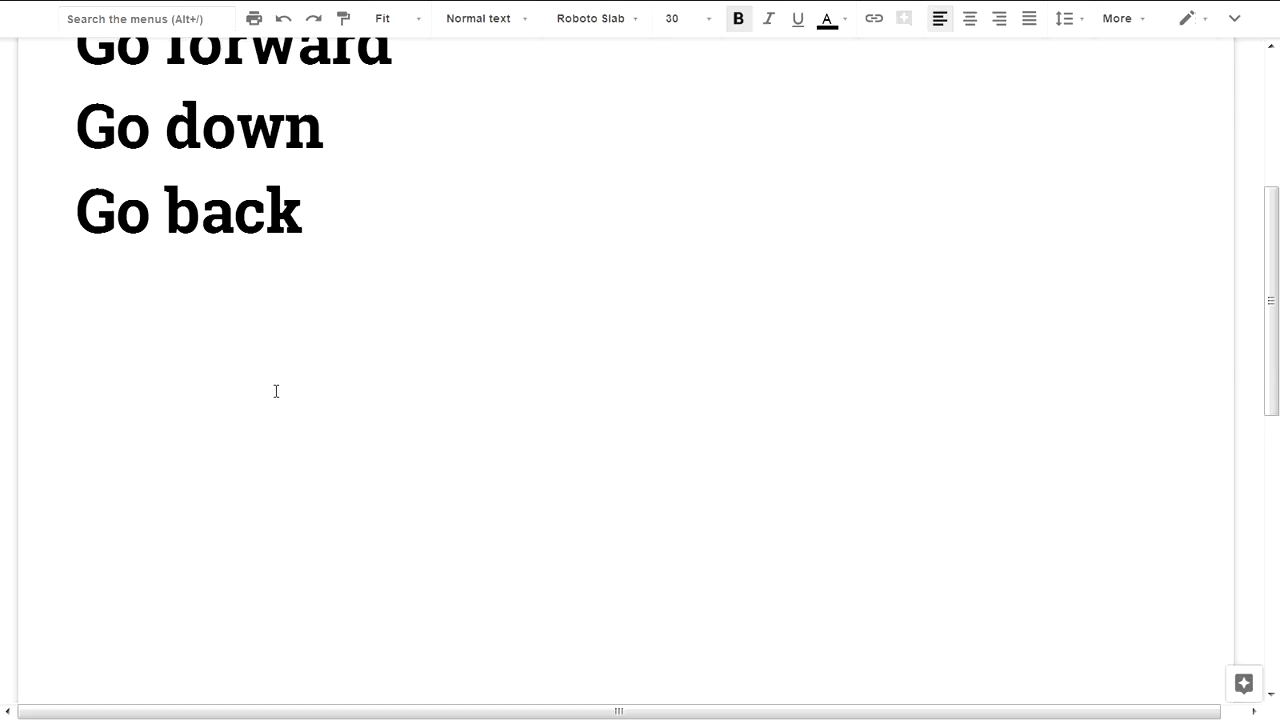 Search the menus (Alt+/) Fit Normal text Roboto Slab 30 B I U A More
Go forward
Go down
Go back